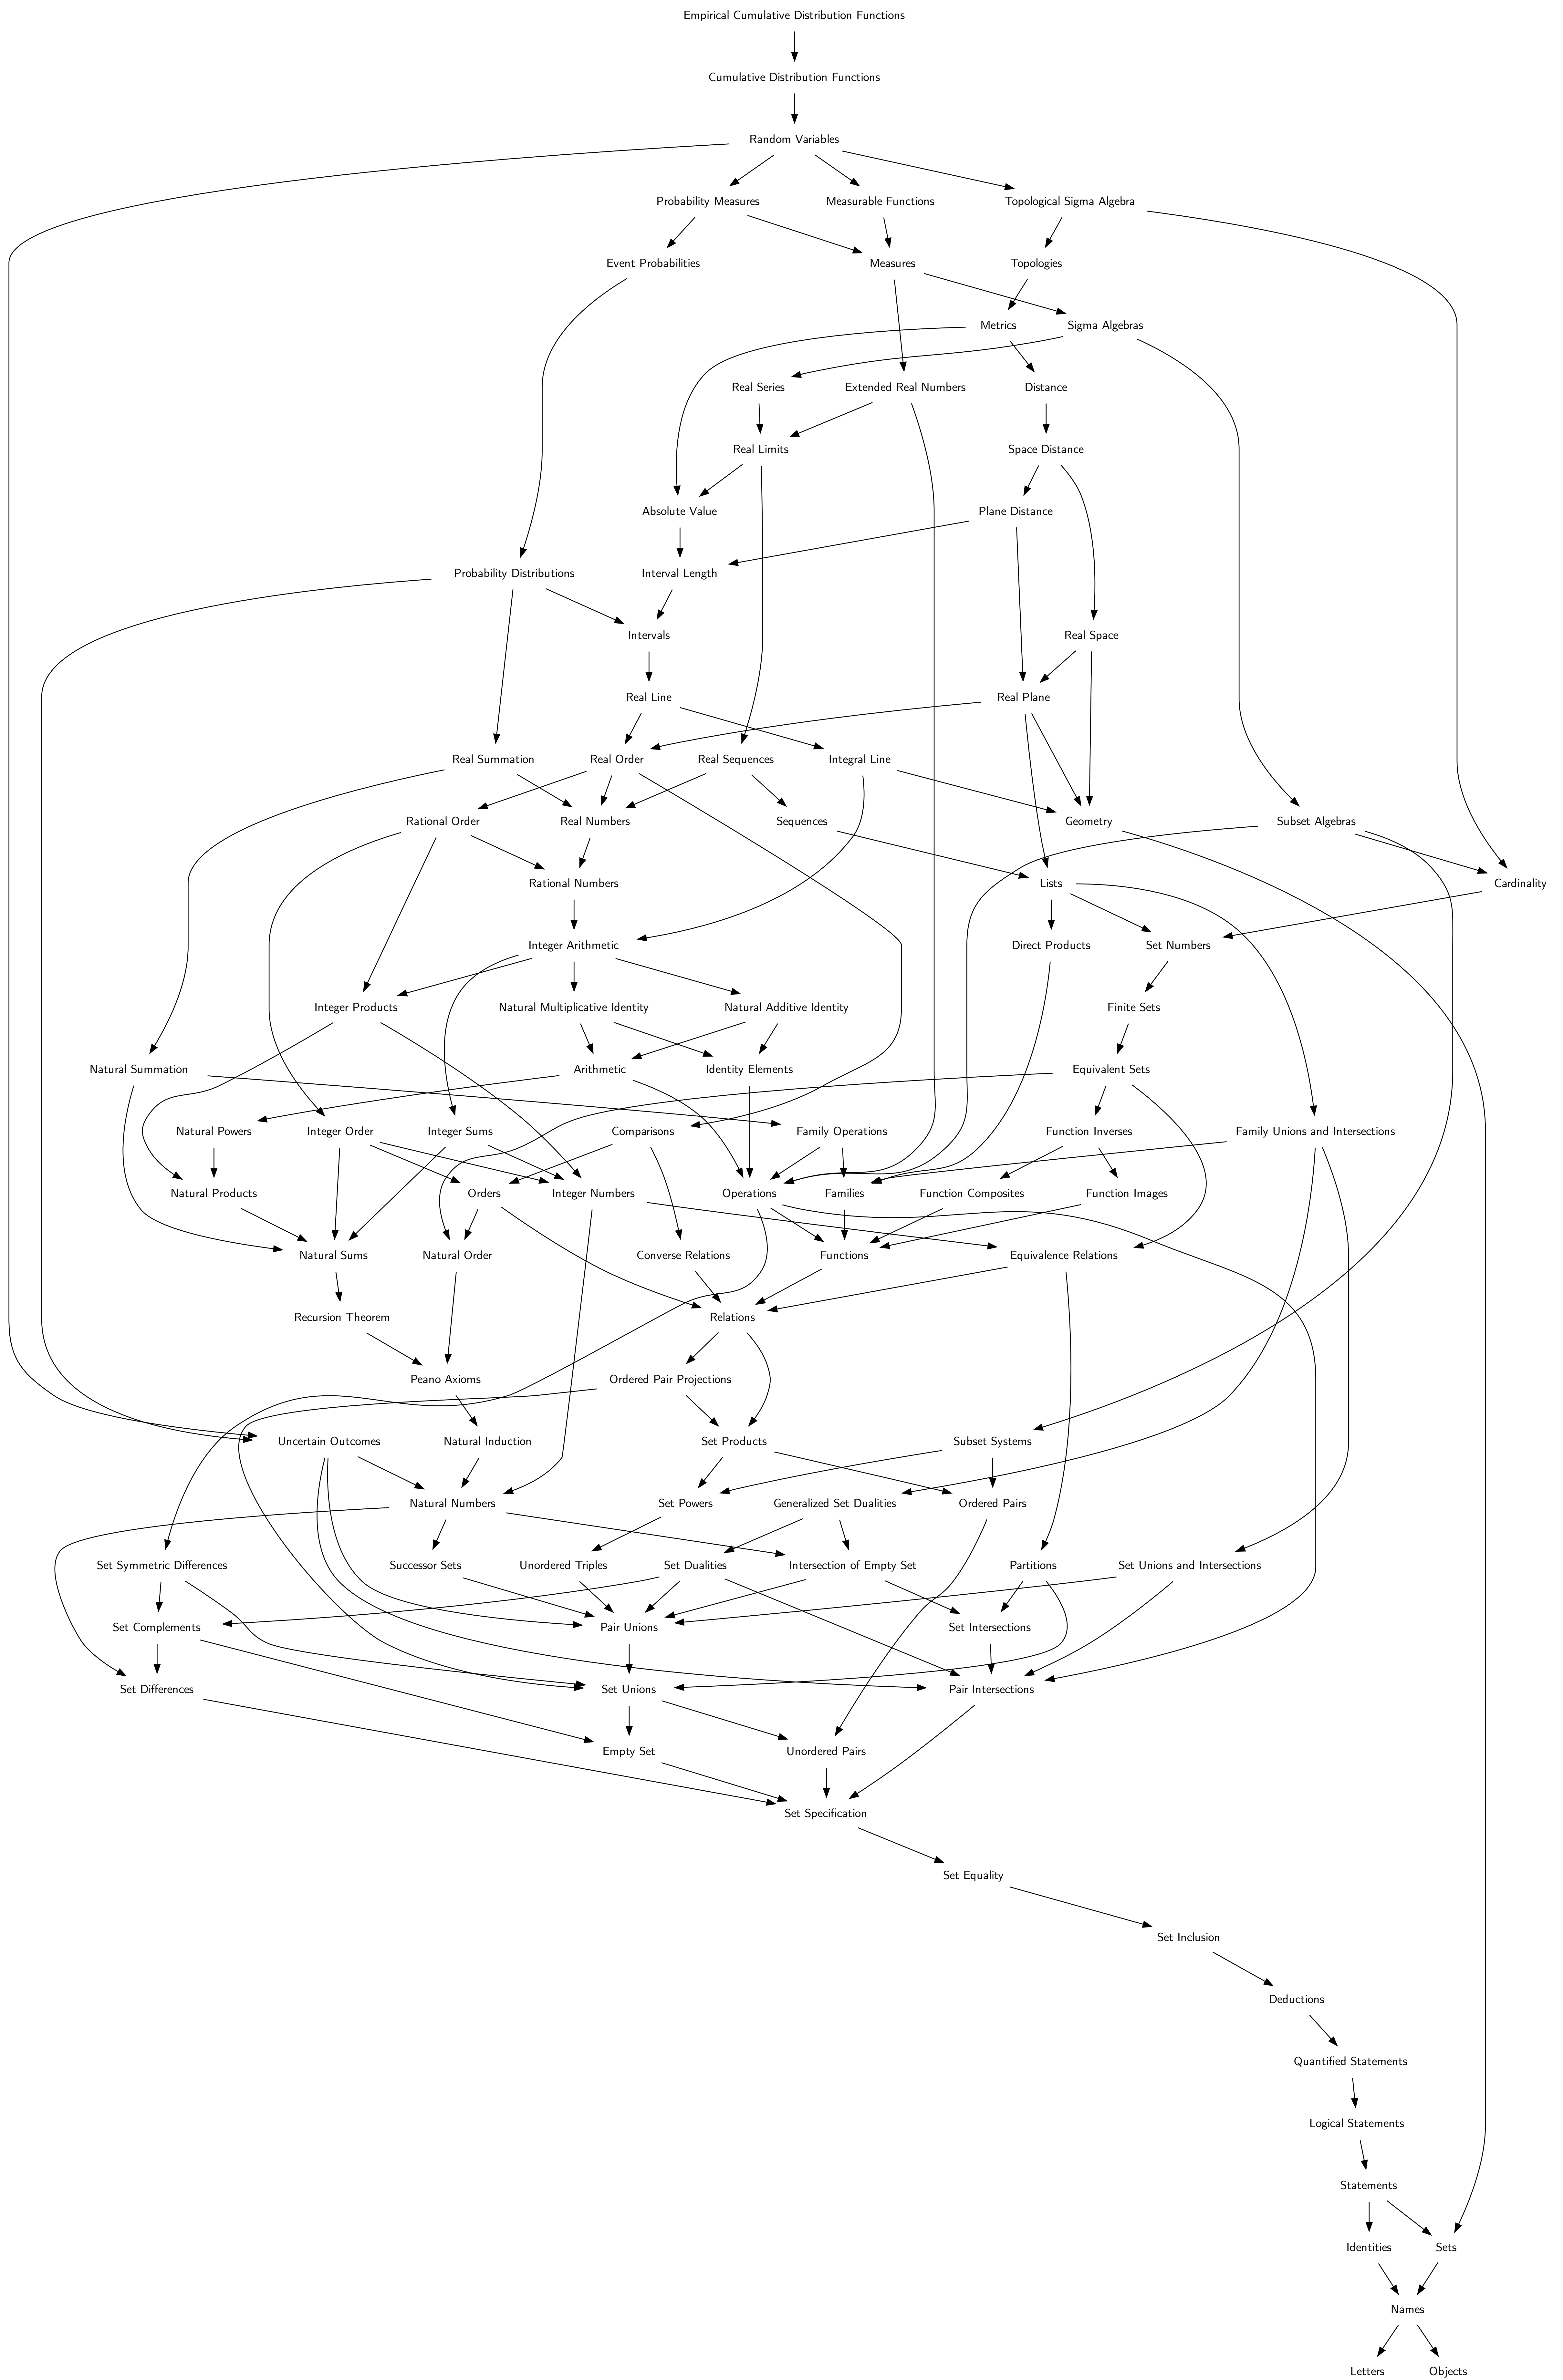 Empirical Cumulative Distribution Functions
Cumulative Distribution Functions
Random Variables
Probability Measures
Measurable Functions
Topological Sigma Algebra
Event Probabilities
Measures
Topologies
Metrics
Sigma Algebras
Real Series
Extended Real Numbers
Distance
Real Limits
Space Distance
Absolute Value
Plane Distance
Probability Distributions
Interval Length
Intervals
Real Space
Real Line
Real Plane
Real Summation
Real Order
Real Sequences
Integral Line
Rational Order
Real Numbers
Sequences
Geometry
Subset Algebras
Rational Numbers
Lists
Cardinality
Integer Arithmetic
Direct Products
Set Numbers
Integer Products
Natural Multiplicative Identity
Natural Additive Identity
Finite Sets
Natural Summation
Arithmetic
Identity Elements
Equivalent Sets
Natural Powers
Integer Order
Integer Sums
Comparisons
Family Operations
Function Inverses
Family Unions and Intersections
Natural Products
Orders
Integer Numbers
Operations
Families
Function Composites
Function Images
Natural Sums
Natural Order
Converse Relations
Functions
Equivalence Relations
Recursion Theorem
Relations
Peano Axioms
Ordered Pair Projections
Uncertain Outcomes
Natural Induction
Set Products
Subset Systems
Natural Numbers
Set Powers
Generalized Set Dualities
Ordered Pairs
Set Symmetric Differences
Successor Sets
Unordered Triples
Set Dualities
Intersection of Empty Set
Partitions
Set Unions and Intersections
Set Complements
Pair Unions
Set Intersections
Set Differences
Set Unions
Pair Intersections
Empty Set
Unordered Pairs
Set Specification
Set Equality
Set Inclusion
Deductions
Quantified Statements
Logical Statements
Statements
Identities
Sets
Names
Letters
Objects